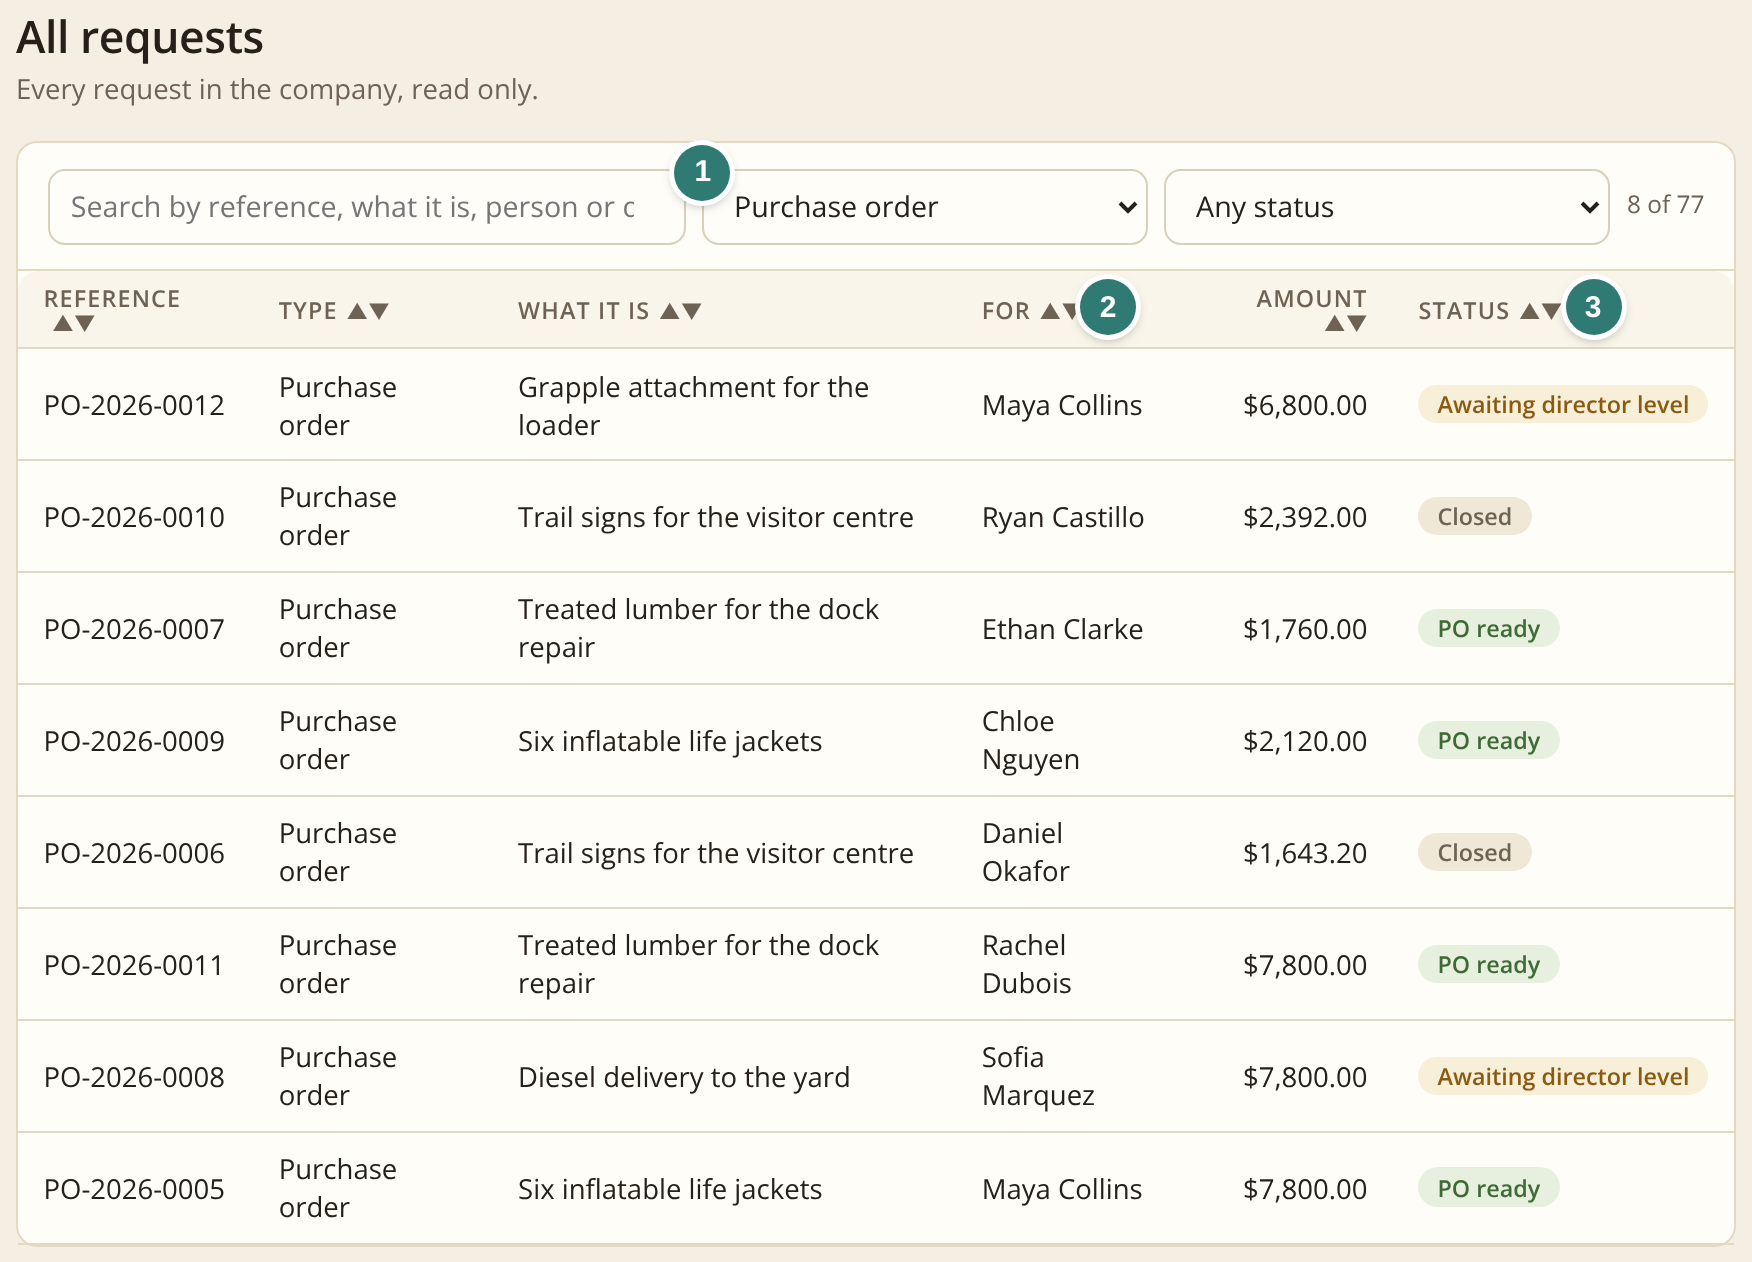 All requests
Every request in the company, read only.
1
Search by reference, what it is, person or c
Purchase order
Any status
8 of 77
REFERENCE ▲▼
TYPE ▲▼
WHAT IT IS ▲▼
FOR ▲▼
2
AMOUNT ▲▼
STATUS ▲▼
3
PO-2026-0012
Purchase
order
Grapple attachment for the
loader
Maya Collins
$6,800.00
Awaiting director level
PO-2026-0010
Purchase
order
Trail signs for the visitor centre
Ryan Castillo
$2,392.00
Closed
PO-2026-0007
Purchase
order
Treated lumber for the dock
repair
Ethan Clarke
$1,760.00
PO ready
PO-2026-0009
Purchase
order
Six inflatable life jackets
Chloe
Nguyen
$2,120.00
PO ready
PO-2026-0006
Purchase
order
Trail signs for the visitor centre
Daniel
Okafor
$1,643.20
Closed
PO-2026-0011
Purchase
order
Treated lumber for the dock
repair
Rachel
Dubois
$7,800.00
PO ready
PO-2026-0008
Purchase
order
Diesel delivery to the yard
Sofia
Marquez
$7,800.00
Awaiting director level
PO-2026-0005
Purchase
order
Six inflatable life jackets
Maya Collins
$7,800.00
PO ready